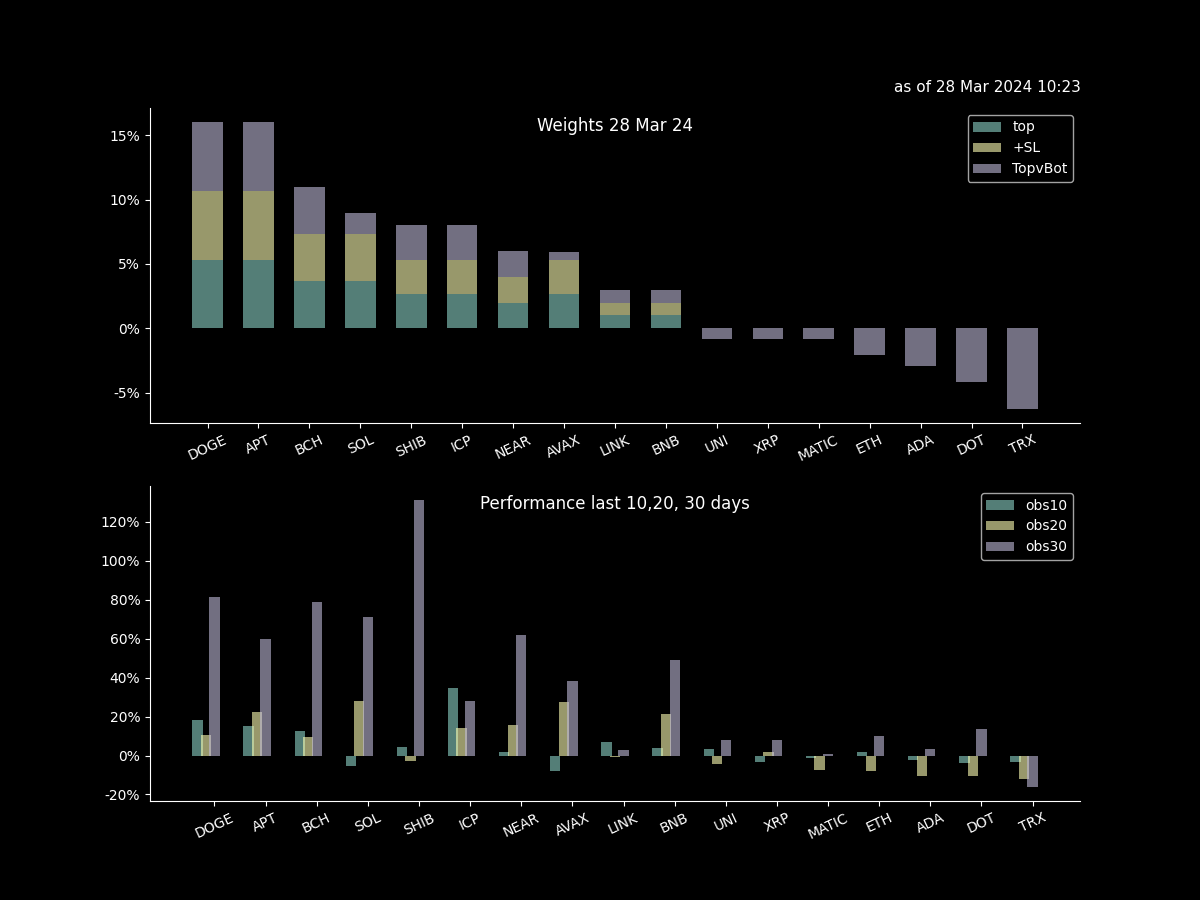 as of 28 Mar 2024 10:23
Weights 28 Mar 24
top
+SL
TopvBot
15%
10%
5%
0%
-5%
DOGE APT BCH SOL SHIB ICP NEAR AVAX LINK BNB UNI XRP MATIC ETH ADA DOT TRX
Performance last 10,20, 30 days
obs10
obs20
obs30
120%
100%
80%
60%
40%
20%
0%
-20%
DOGE APT BCH SOL SHIB ICP NEAR AVAX LINK BNB UNI XRP MATIC ETH ADA DOT TRX